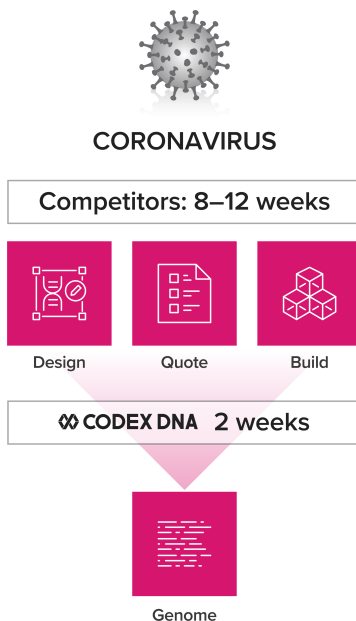 CORONAVIRUS
Competitors: 8–12 weeks
Design Quote Build
CODEX DNA 2 weeks
Genome